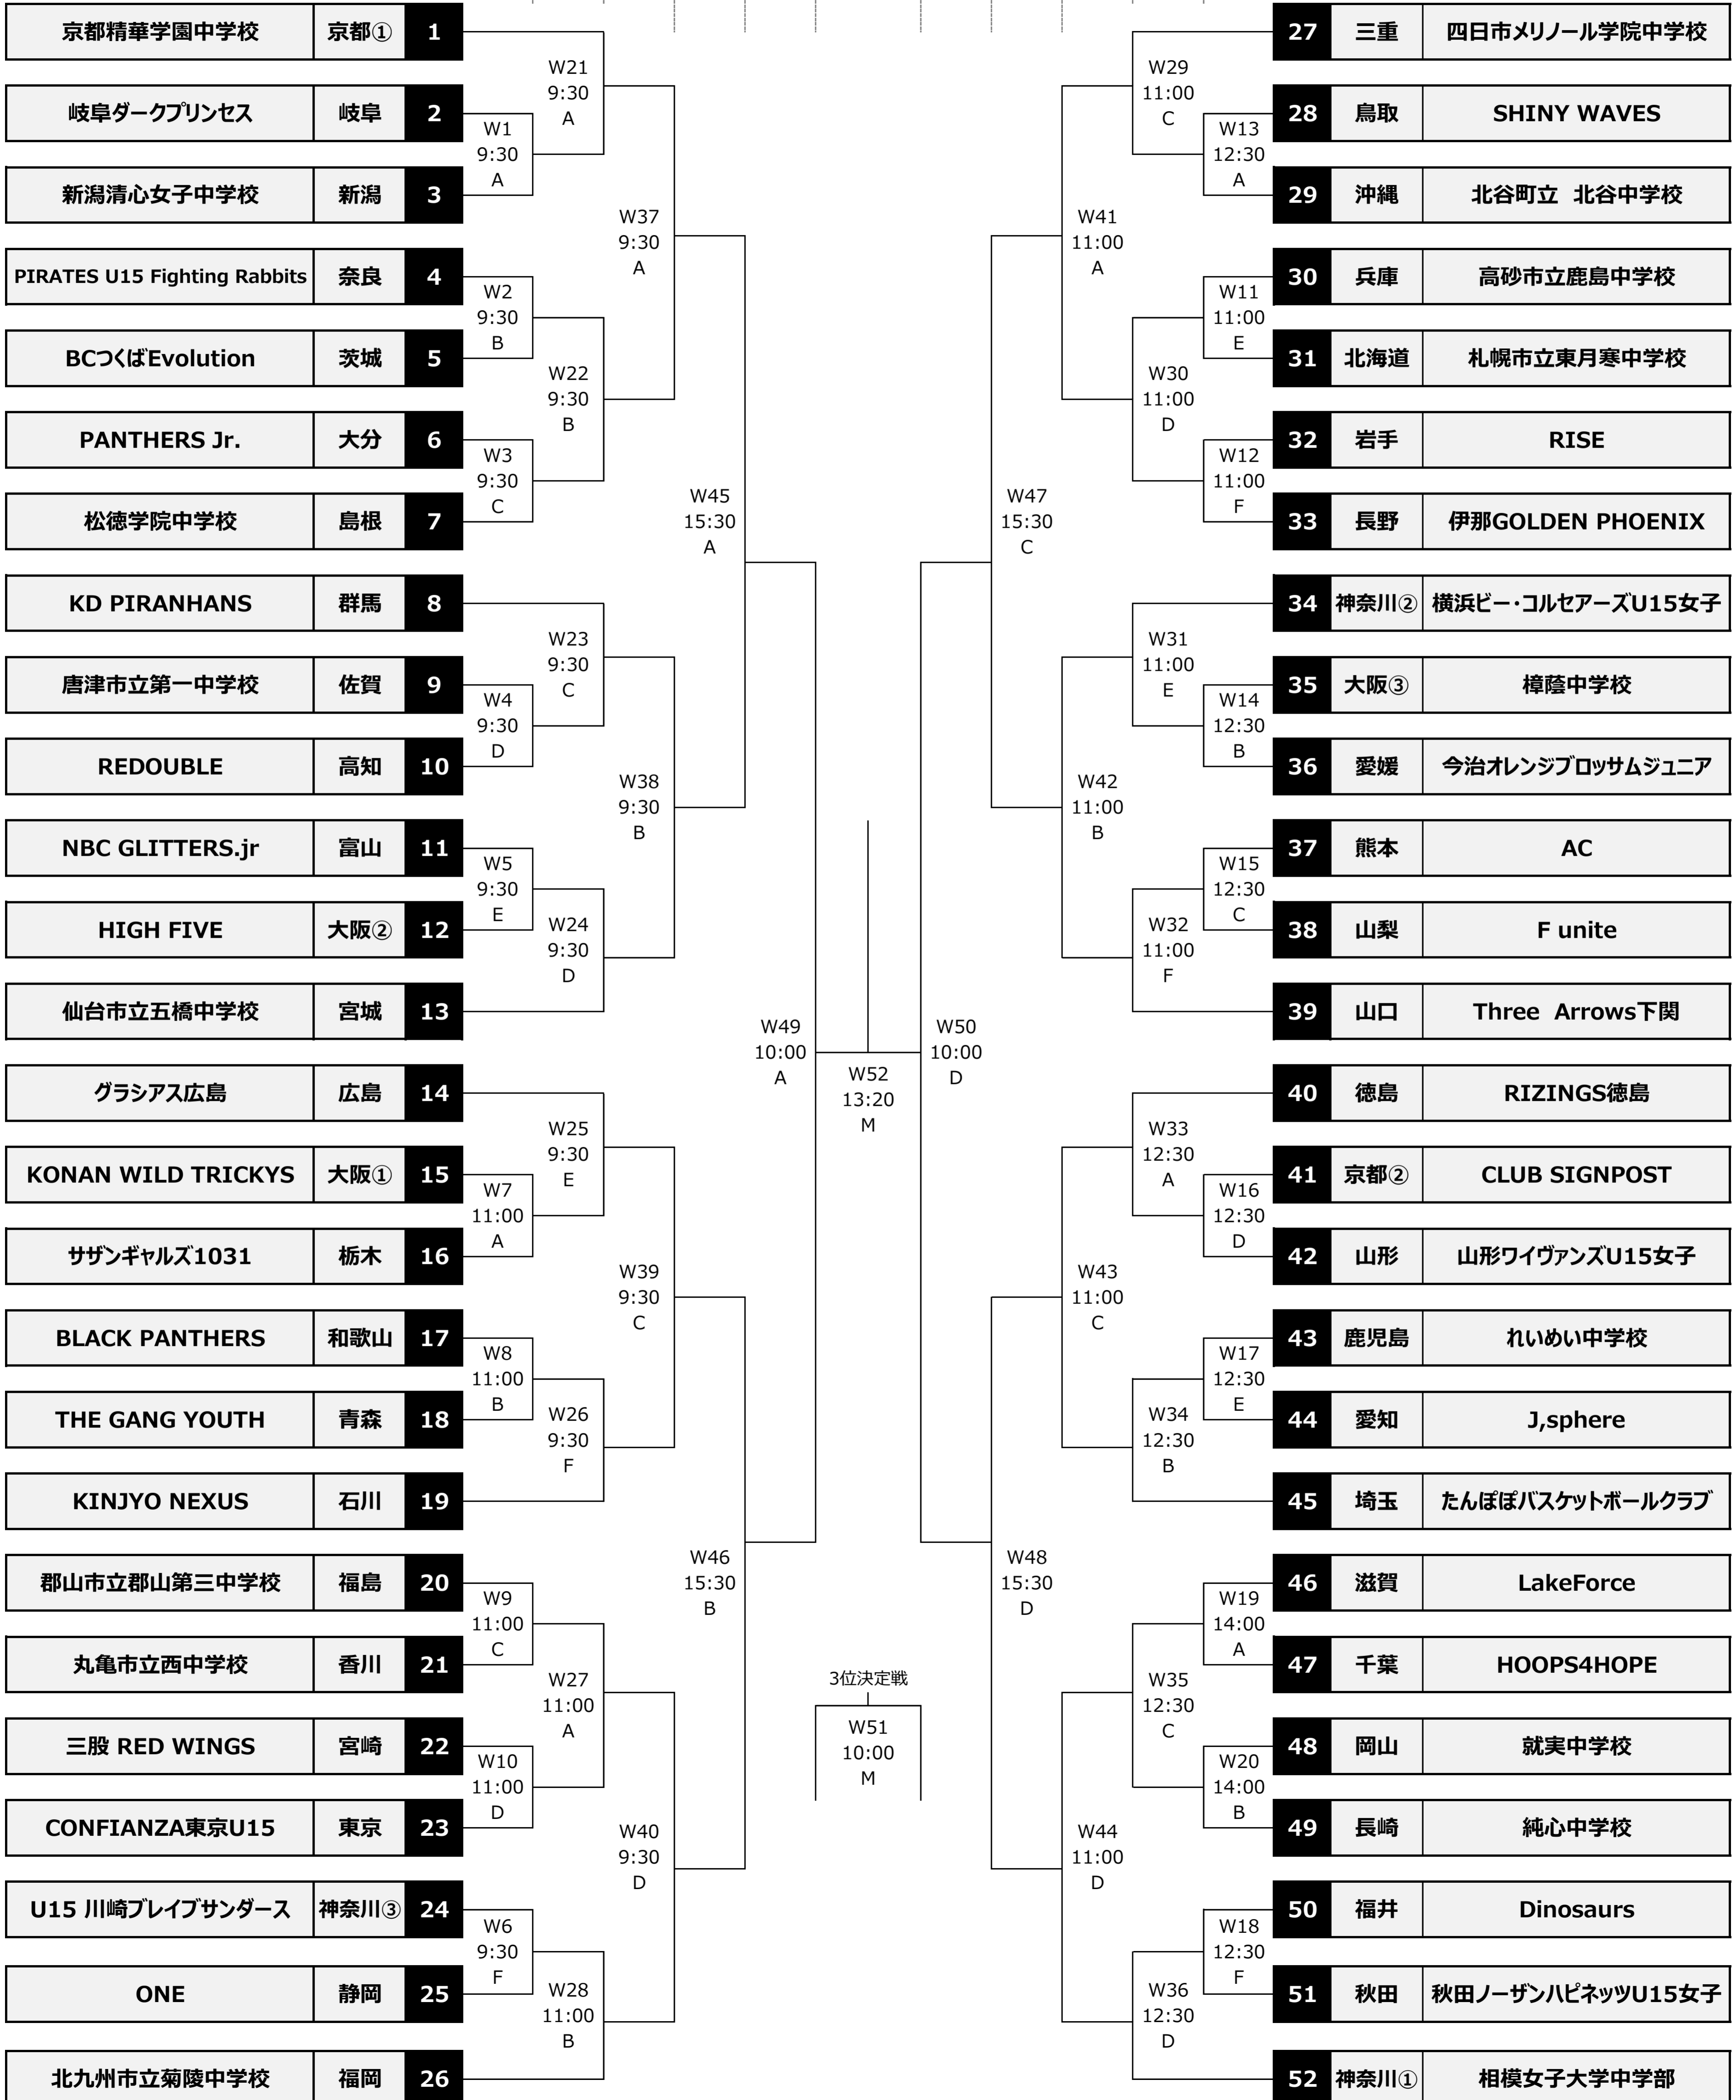 京都精華学園中学校 京都① 1
岐阜ダークプリンセス 岐阜 2
新潟清心女子中学校 新潟 3
PIRATES U15 Fighting Rabbits 奈良 4
BCつくばEvolution 茨城 5
PANTHERS Jr. 大分 6
松徳学院中学校 島根 7
KD PIRANHANS 群馬 8
唐津市立第一中学校 佐賀 9
REDOUBLE 高知 10
NBC GLITTERS.jr 富山 11
HIGH FIVE 大阪② 12
仙台市立五橋中学校 宮城 13
グラシアス広島 広島 14
KONAN WILD TRICKYS 大阪① 15
サザンギャルズ1031 栃木 16
BLACK PANTHERS 和歌山 17
THE GANG YOUTH 青森 18
KINJYO NEXUS 石川 19
郡山市立郡山第三中学校 福島 20
丸亀市立西中学校 香川 21
三股 RED WINGS 宮崎 22
CONFIANZA東京U15 東京 23
U15 川崎ブレイブサンダース 神奈川③ 24
ONE 静岡 25
北九州市立菊陵中学校 福岡 26
W1
9:30
A
W2
9:30
B
W3
9:30
C
W4
9:30
D
W5
9:30
E
W7
11:00
A
W8
11:00
B
W9
11:00
C
W10
11:00
D
W6
9:30
F
W21
9:30
A
W22
9:30
B
W23
9:30
C
W24
9:30
D
W25
9:30
E
W26
9:30
F
W27
11:00
A
W28
11:00
B
W37
9:30
A
W38
9:30
B
W39
9:30
C
W40
9:30
D
W45
15:30
A
W46
15:30
B
W49
10:00
A
W52
13:20
M
3位決定戦
W51
10:00
M
W50
10:00
D
W47
15:30
C
W48
15:30
D
W41
11:00
A
W42
11:00
B
W43
11:00
C
W44
11:00
D
W29
11:00
C
W30
11:00
D
W31
11:00
E
W32
11:00
F
W33
12:30
A
W34
12:30
B
W35
12:30
C
W36
12:30
D
W13
12:30
A
W11
11:00
E
W12
11:00
F
W14
12:30
B
W15
12:30
C
W16
12:30
D
W17
12:30
E
W19
14:00
A
W20
14:00
B
W18
12:30
F
27 三重 四日市メリノール学院中学校
28 鳥取 SHINY WAVES
29 沖縄 北谷町立 北谷中学校
30 兵庫 高砂市立鹿島中学校
31 北海道 札幌市立東月寒中学校
32 岩手 RISE
33 長野 伊那GOLDEN PHOENIX
34 神奈川② 横浜ビー・コルセアーズU15女子
35 大阪③ 樟蔭中学校
36 愛媛 今治オレンジブロッサムジュニア
37 熊本 AC
38 山梨 F unite
39 山口 Three Arrows下関
40 徳島 RIZINGS徳島
41 京都② CLUB SIGNPOST
42 山形 山形ワイヴァンズU15女子
43 鹿児島 れいめい中学校
44 愛知 J,sphere
45 埼玉 たんぽぽバスケットボールクラブ
46 滋賀 LakeForce
47 千葉 HOOPS4HOPE
48 岡山 就実中学校
49 長崎 純心中学校
50 福井 Dinosaurs
51 秋田 秋田ノーザンハピネッツU15女子
52 神奈川① 相模女子大学中学部